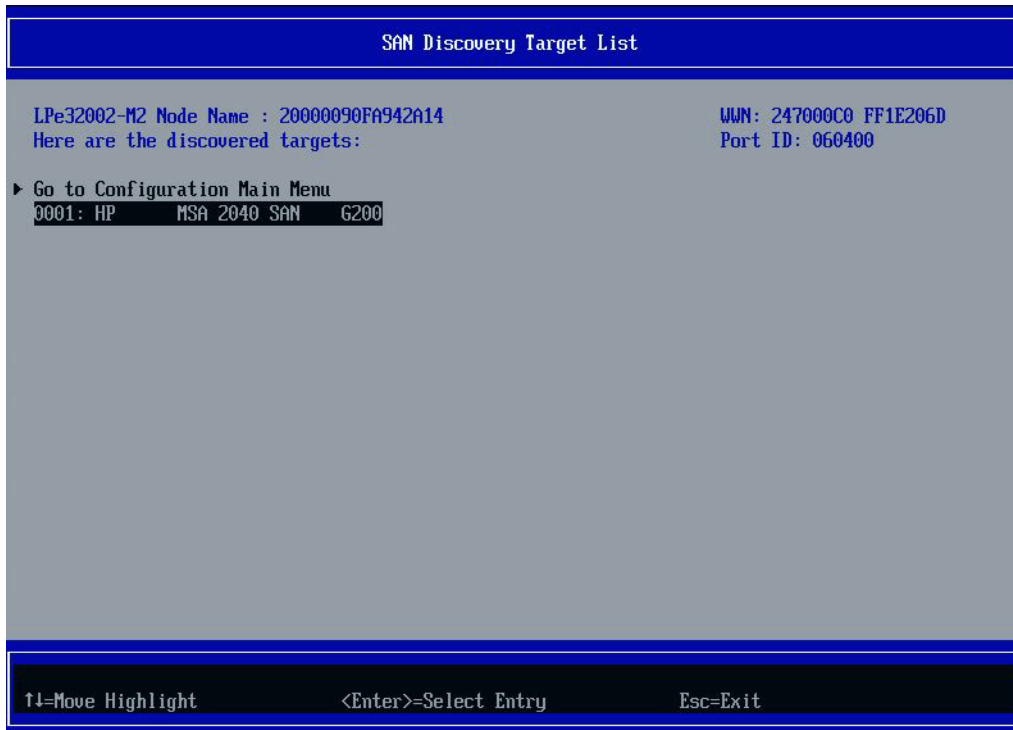 SAN Discovery Target List
LPe32002-M2 Node Name : 20000090FA942A14 WWN: 247000C0 FF1E206D
Here are the discovered targets: Port ID: 060400
▶ Go to Configuration Main Menu
0001: HP MSA 2040 SAN G200
↑↓=Move Highlight <Enter>=Select Entry Esc=Exit